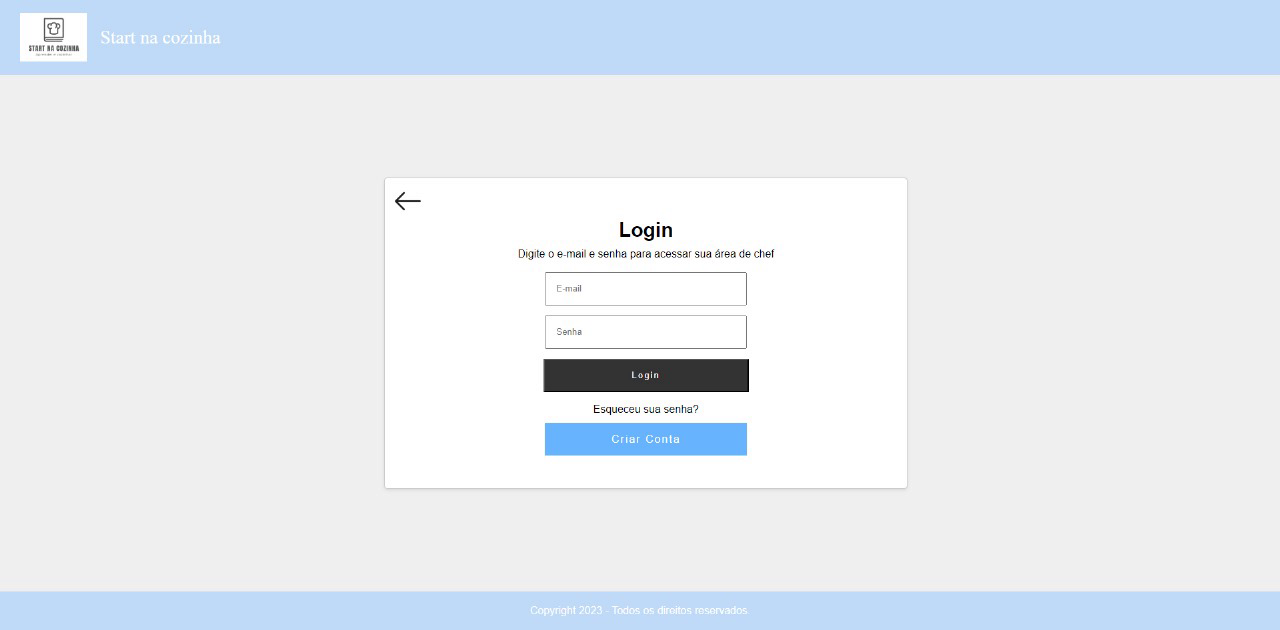 START NA COZINHA
Start na cozinha
Login
Digite o e-mail e senha para acessar sua área de chef
E-mail
Senha
Login
Esqueceu sua senha?
Criar Conta
Copyright 2023 - Todos os direitos reservados.